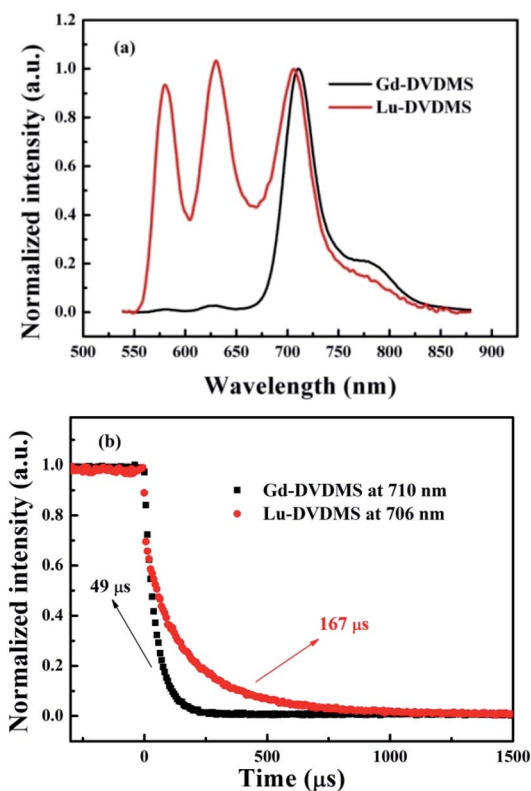 (a)
Gd-DVDMS
Lu-DVDMS
Normalized intensity (a.u.)
1.0
0.8
0.6
0.4
0.2
0.0
500 550 600 650 700 750 800 850 900
Wavelength (nm)
(b)
Gd-DVDMS at 710 nm
Lu-DVDMS at 706 nm
49 μs
167 μs
Normalized intensity (a.u.)
1.0
0.8
0.6
0.4
0.2
0.0
0 500 1000 1500
Time (μs)